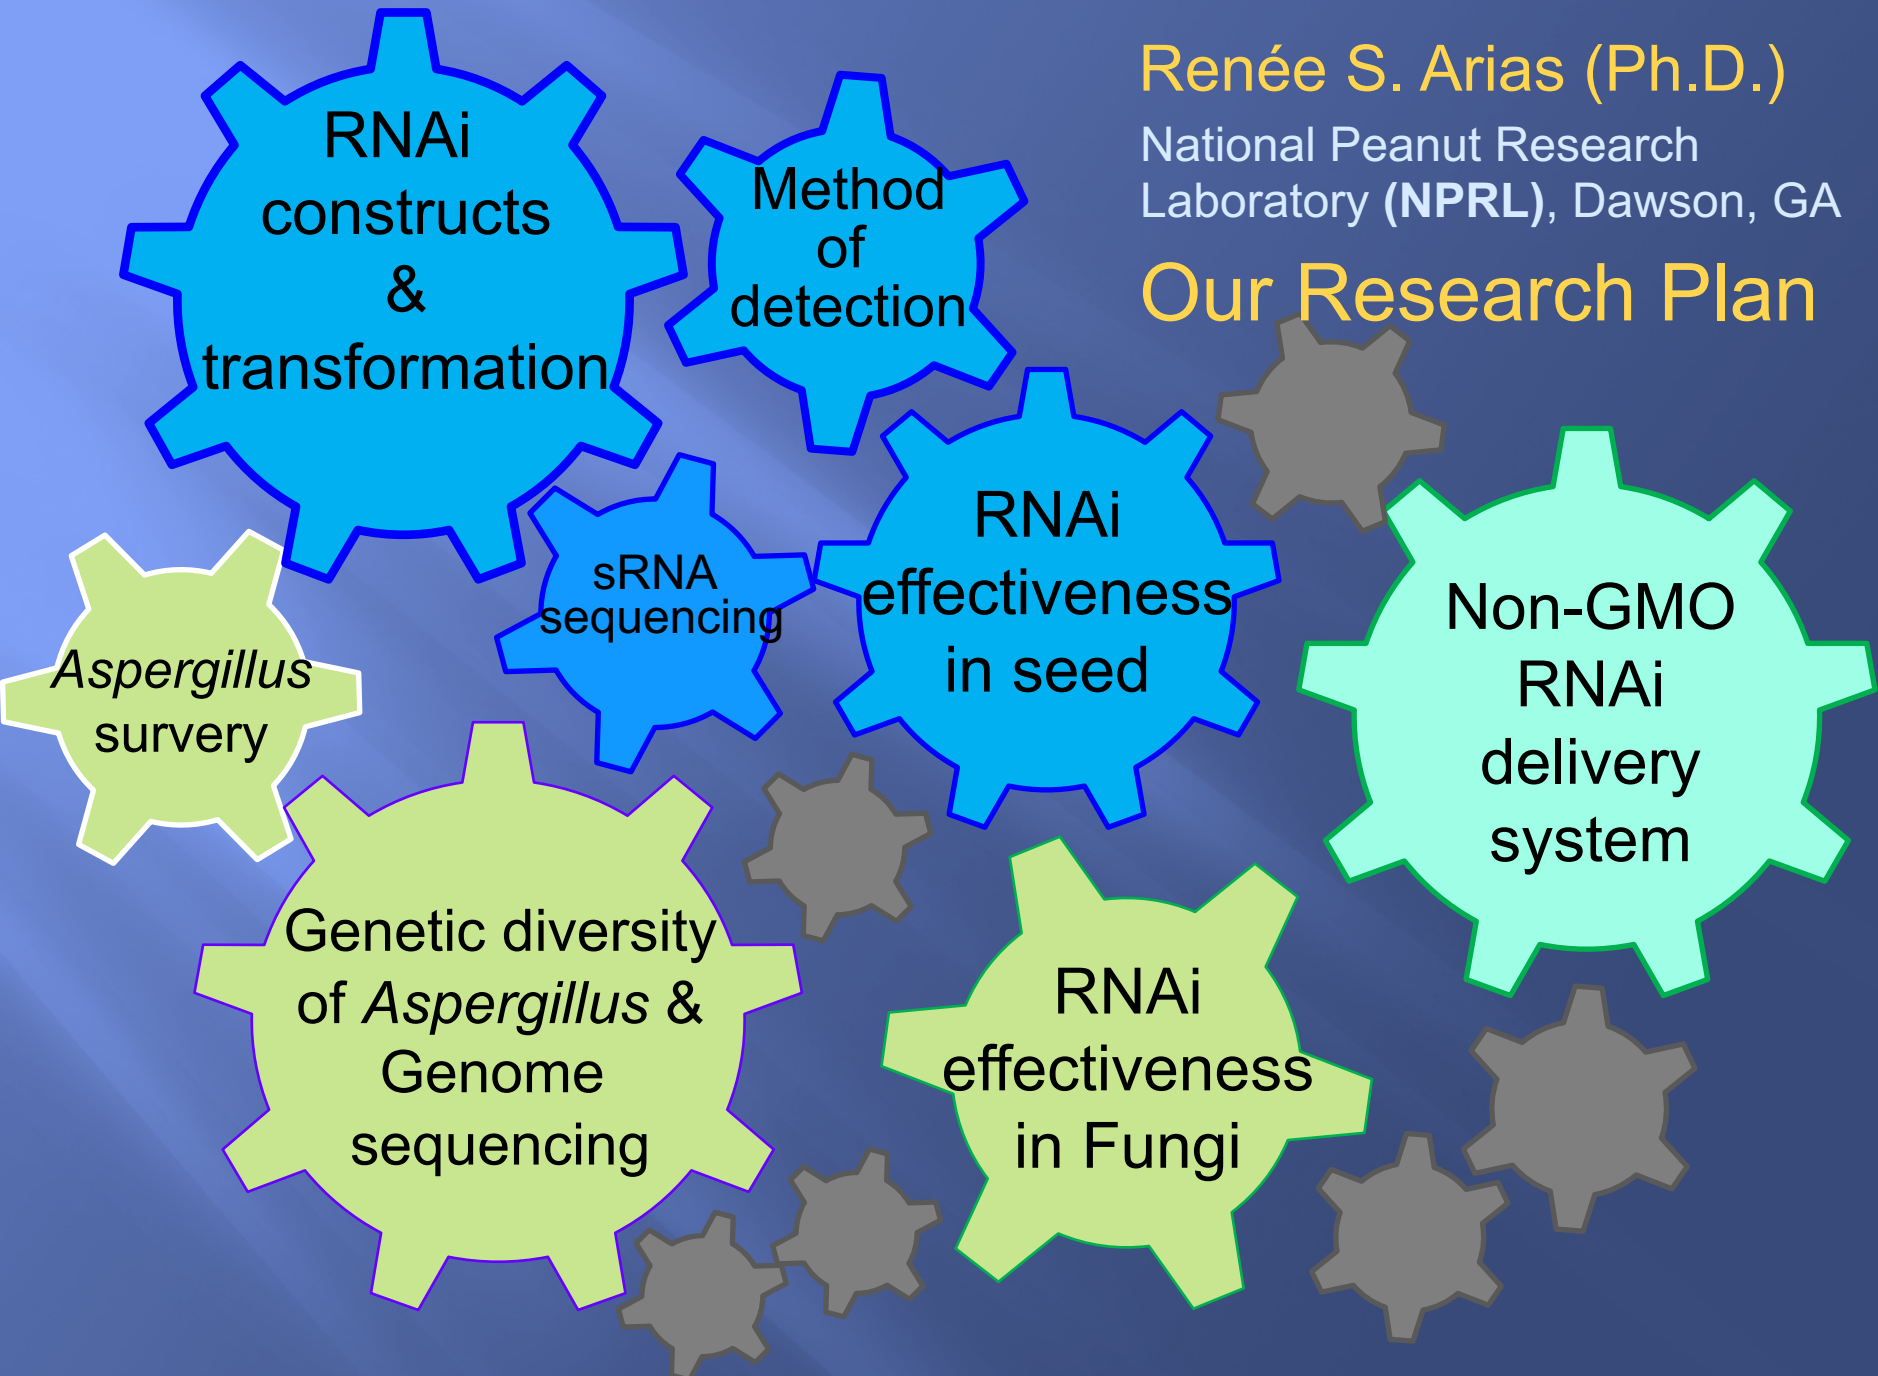 Renée S. Arias (Ph.D.)
National Peanut Research
Laboratory (NPRL), Dawson, GA
Our Research Plan
RNAi
constructs
&
transformation
Method
of
detection
sRNA
sequencing
RNAi
effectiveness
in seed
Non-GMO
RNAi
delivery
system
Aspergillus
survery
Genetic diversity
of Aspergillus &
Genome
sequencing
RNAi
effectiveness
in Fungi